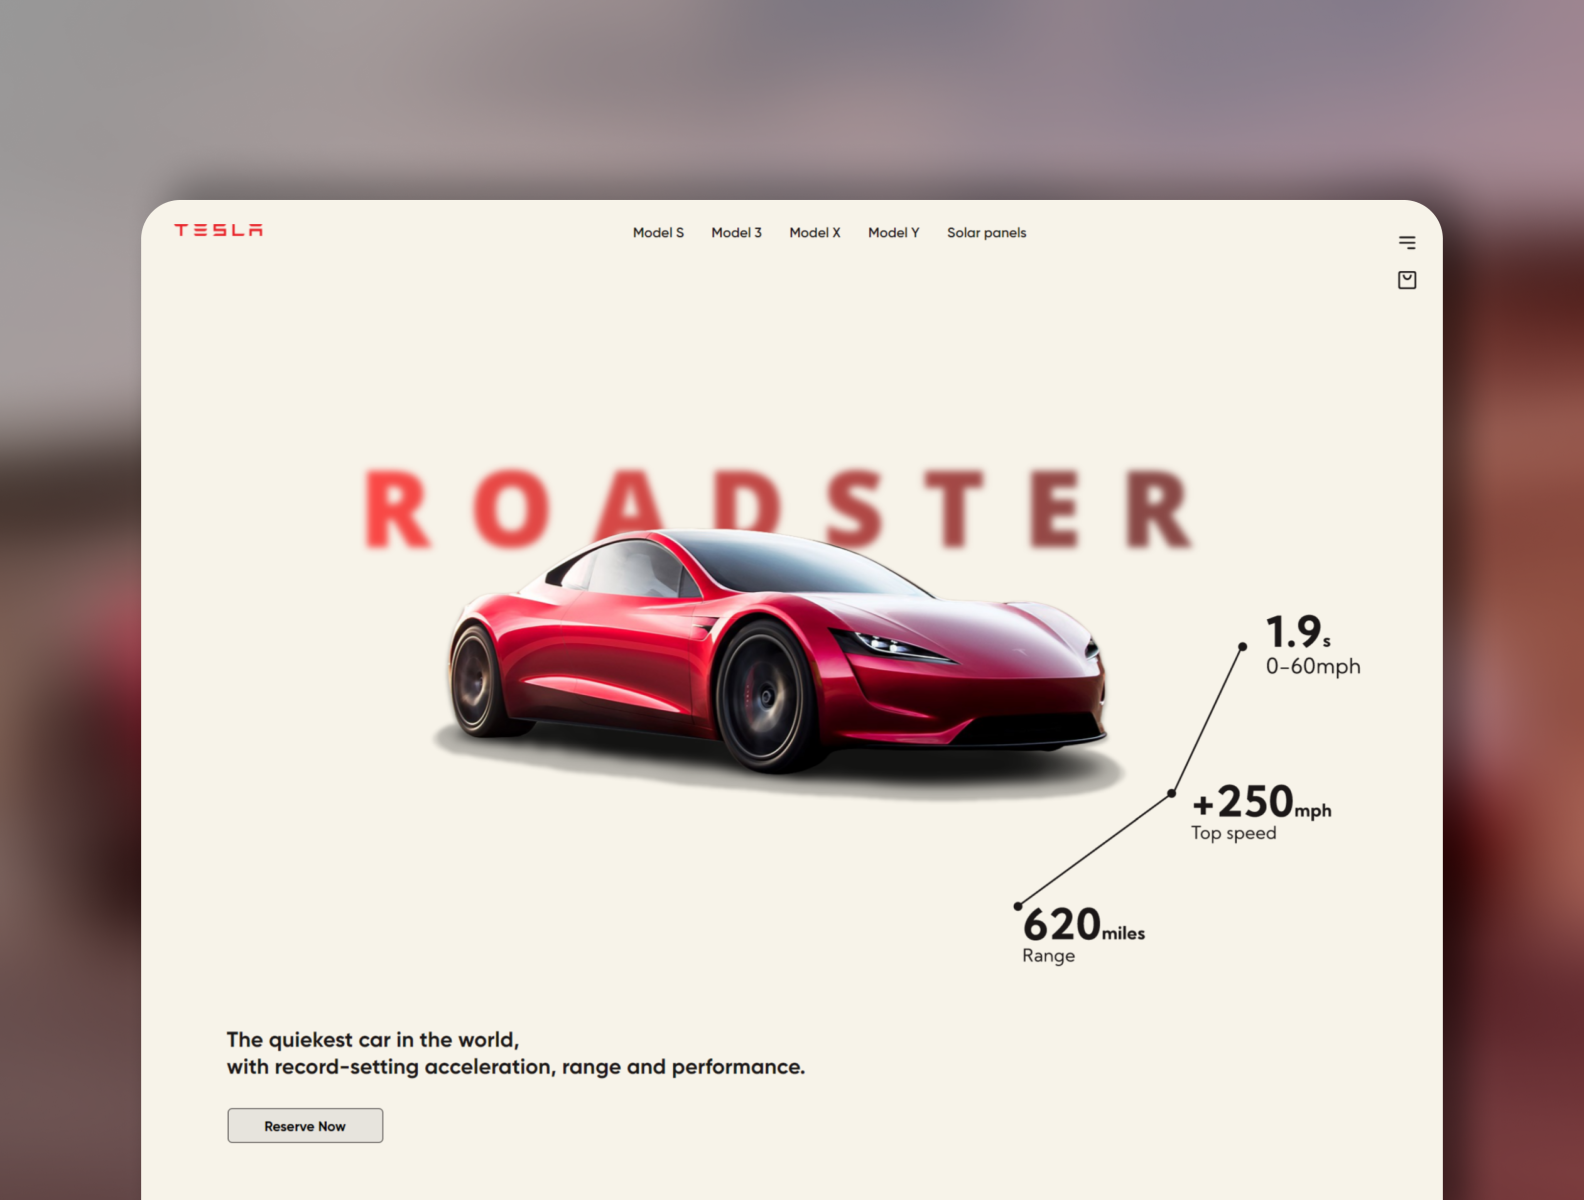 TESLA
Model S Model 3 Model X Model Y Solar panels
ROADSTER
1.9s
0-60mph
+250mph
Top speed
620miles
Range
The quiekest car in the world,
with record-setting acceleration, range and performance.
Reserve Now